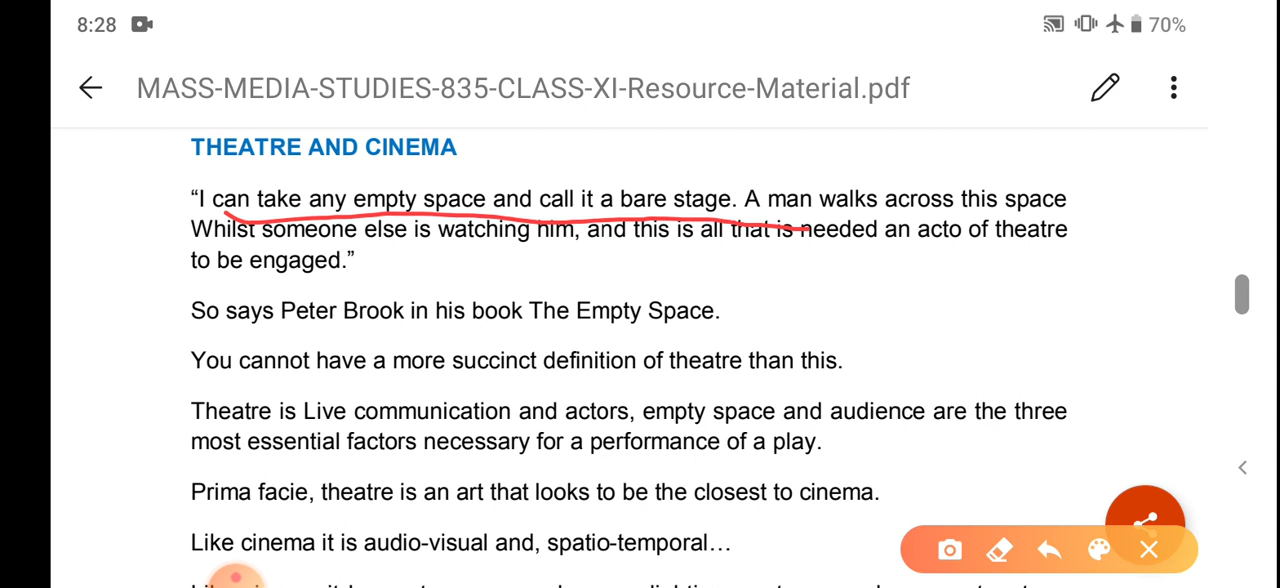 8:28
70%
MASS-MEDIA-STUDIES-835-CLASS-XI-Resource-Material.pdf
THEATRE AND CINEMA
“I can take any empty space and call it a bare stage. A man walks across this space
Whilst someone else is watching him, and this is all that is needed an acto of theatre
to be engaged.”
So says Peter Brook in his book The Empty Space.
You cannot have a more succinct definition of theatre than this.
Theatre is Live communication and actors, empty space and audience are the three
most essential factors necessary for a performance of a play.
Prima facie, theatre is an art that looks to be the closest to cinema.
Like cinema it is audio-visual and, spatio-temporal…